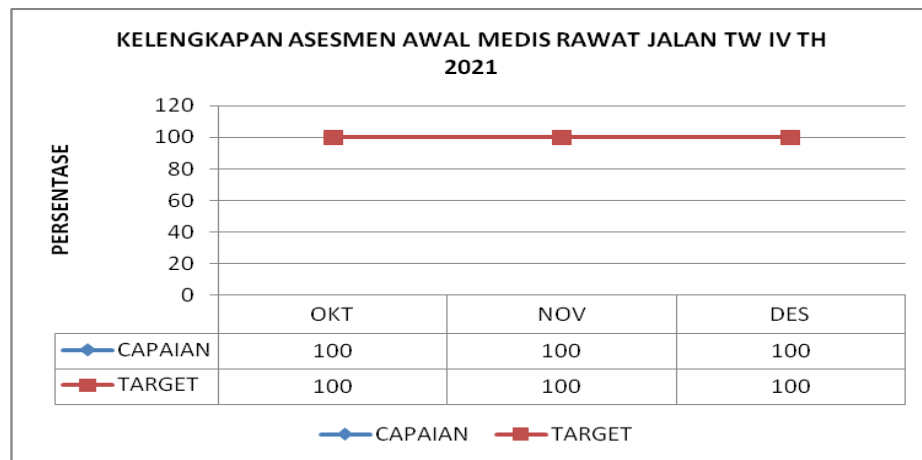 KELENGKAPAN ASESMEN AWAL MEDIS RAWAT JALAN TW IV TH
2021
PERSENTASE
120
100
80
60
40
20
0
OKT NOV DES
CAPAIAN 100 100 100
TARGET 100 100 100
CAPAIAN TARGET